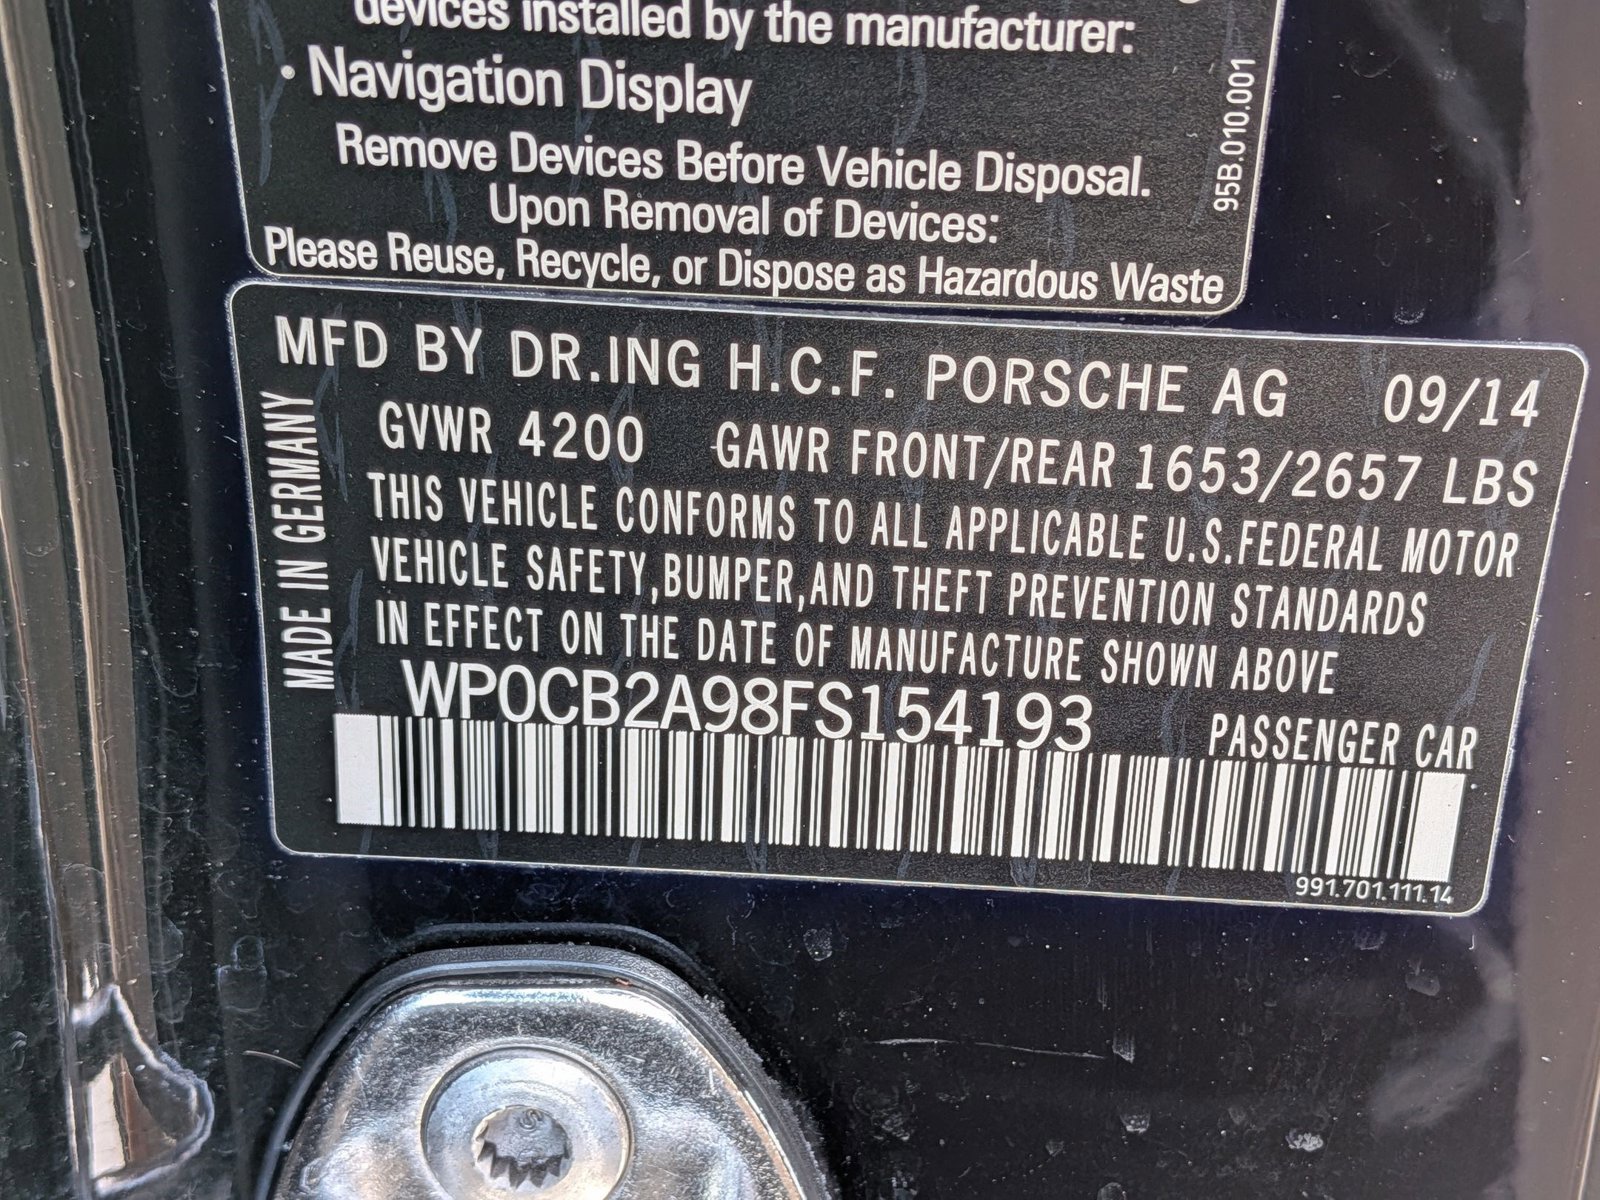 devices installed by the manufacturer:
· Navigation Display
Remove Devices Before Vehicle Disposal.
Upon Removal of Devices:
Please Reuse, Recycle, or Dispose as Hazardous Waste
95B.010.001
MFD BY DR.ING H.C.F. PORSCHE AG 09/14
GVWR 4200 GAWR FRONT/REAR 1653/2657 LBS
THIS VEHICLE CONFORMS TO ALL APPLICABLE U.S.FEDERAL MOTOR
VEHICLE SAFETY,BUMPER,AND THEFT PREVENTION STANDARDS
IN EFFECT ON THE DATE OF MANUFACTURE SHOWN ABOVE
WP0CB2A98FS154193 PASSENGER CAR
MADE IN GERMANY
991.701.111.14